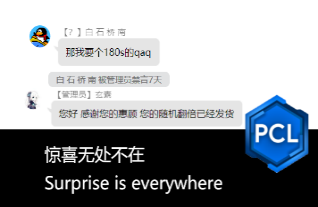 【?】白石桥南
那我要个180s的qaq
白石桥南 被管理员禁言7天
【管理员】玄霸
您好 感谢您的惠顾 您的随机翻倍已经发货
PCL
惊喜无处不在
Surprise is everywhere